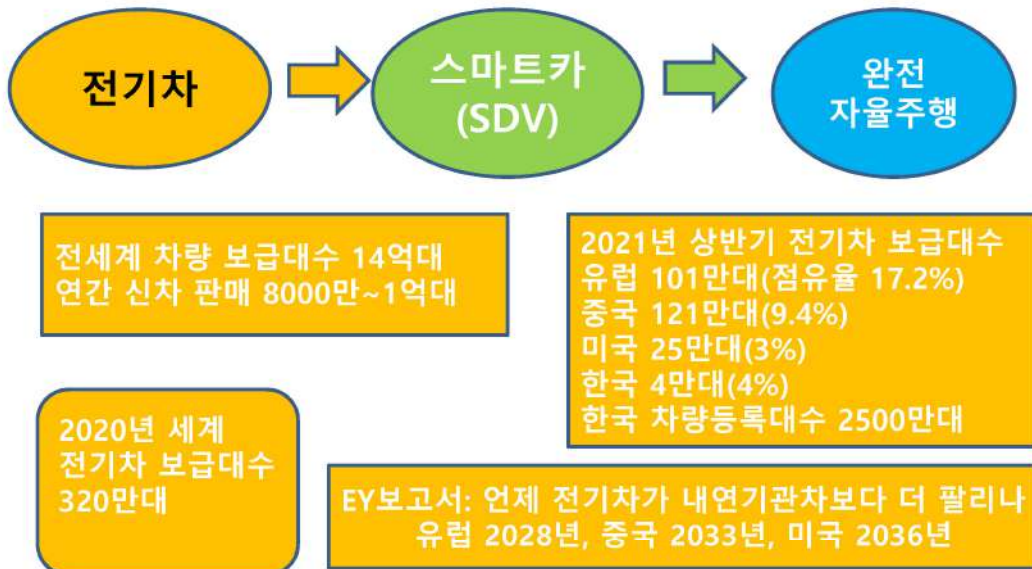 전기차
스마트카
(SDV)
완전
자율주행
전세계 차량 보급대수 14억대
연간 신차 판매 8000만~1억대
2021년 상반기 전기차 보급대수
유럽 101만대(점유율 17.2%)
중국 121만대(9.4%)
미국 25만대(3%)
한국 4만대(4%)
한국 차량등록대수 2500만대
2020년 세계
전기차 보급대수
320만대
EY보고서: 언제 전기차가 내연기관차보다 더 팔리나
유럽 2028년, 중국 2033년, 미국 2036년